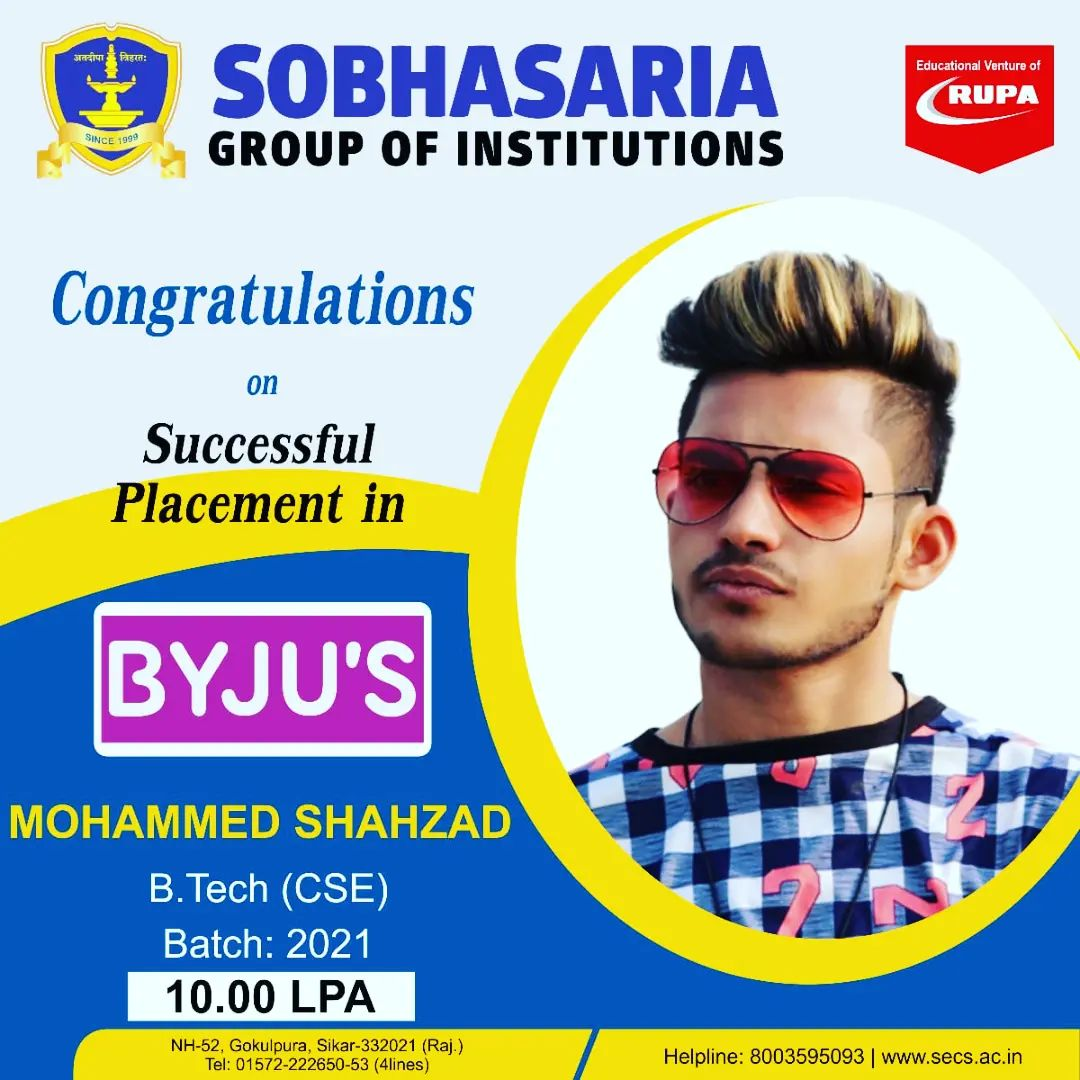 अतदीपा विहरत:
SINCE 1999
SOBHASARIA
GROUP OF INSTITUTIONS
Educational Venture of
RUPA
Congratulations
on
Successful
Placement in
BYJU'S
MOHAMMED SHAHZAD
B.Tech (CSE)
Batch: 2021
10.00 LPA
NH-52, Gokulpura, Sikar-332021 (Raj.)
Tel: 01572-222650-53 (4lines)
Helpline: 8003595093 | www.secs.ac.in